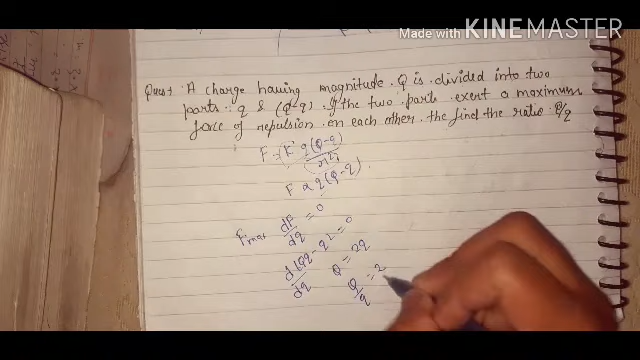 Made with KINEMASTER
Ques: A charge having magnitude Q is divided into two
parts q & (Q-q). If the two parts exert a maximum
force of repulsion on each other. the find the ratio Q/q
F = K q(Q-q)/r²
F ∝ q(Q-q).
Fmax dF/dq = 0
d(Qq - q²)/dq = 0
Q = 2q
Q/q = 2